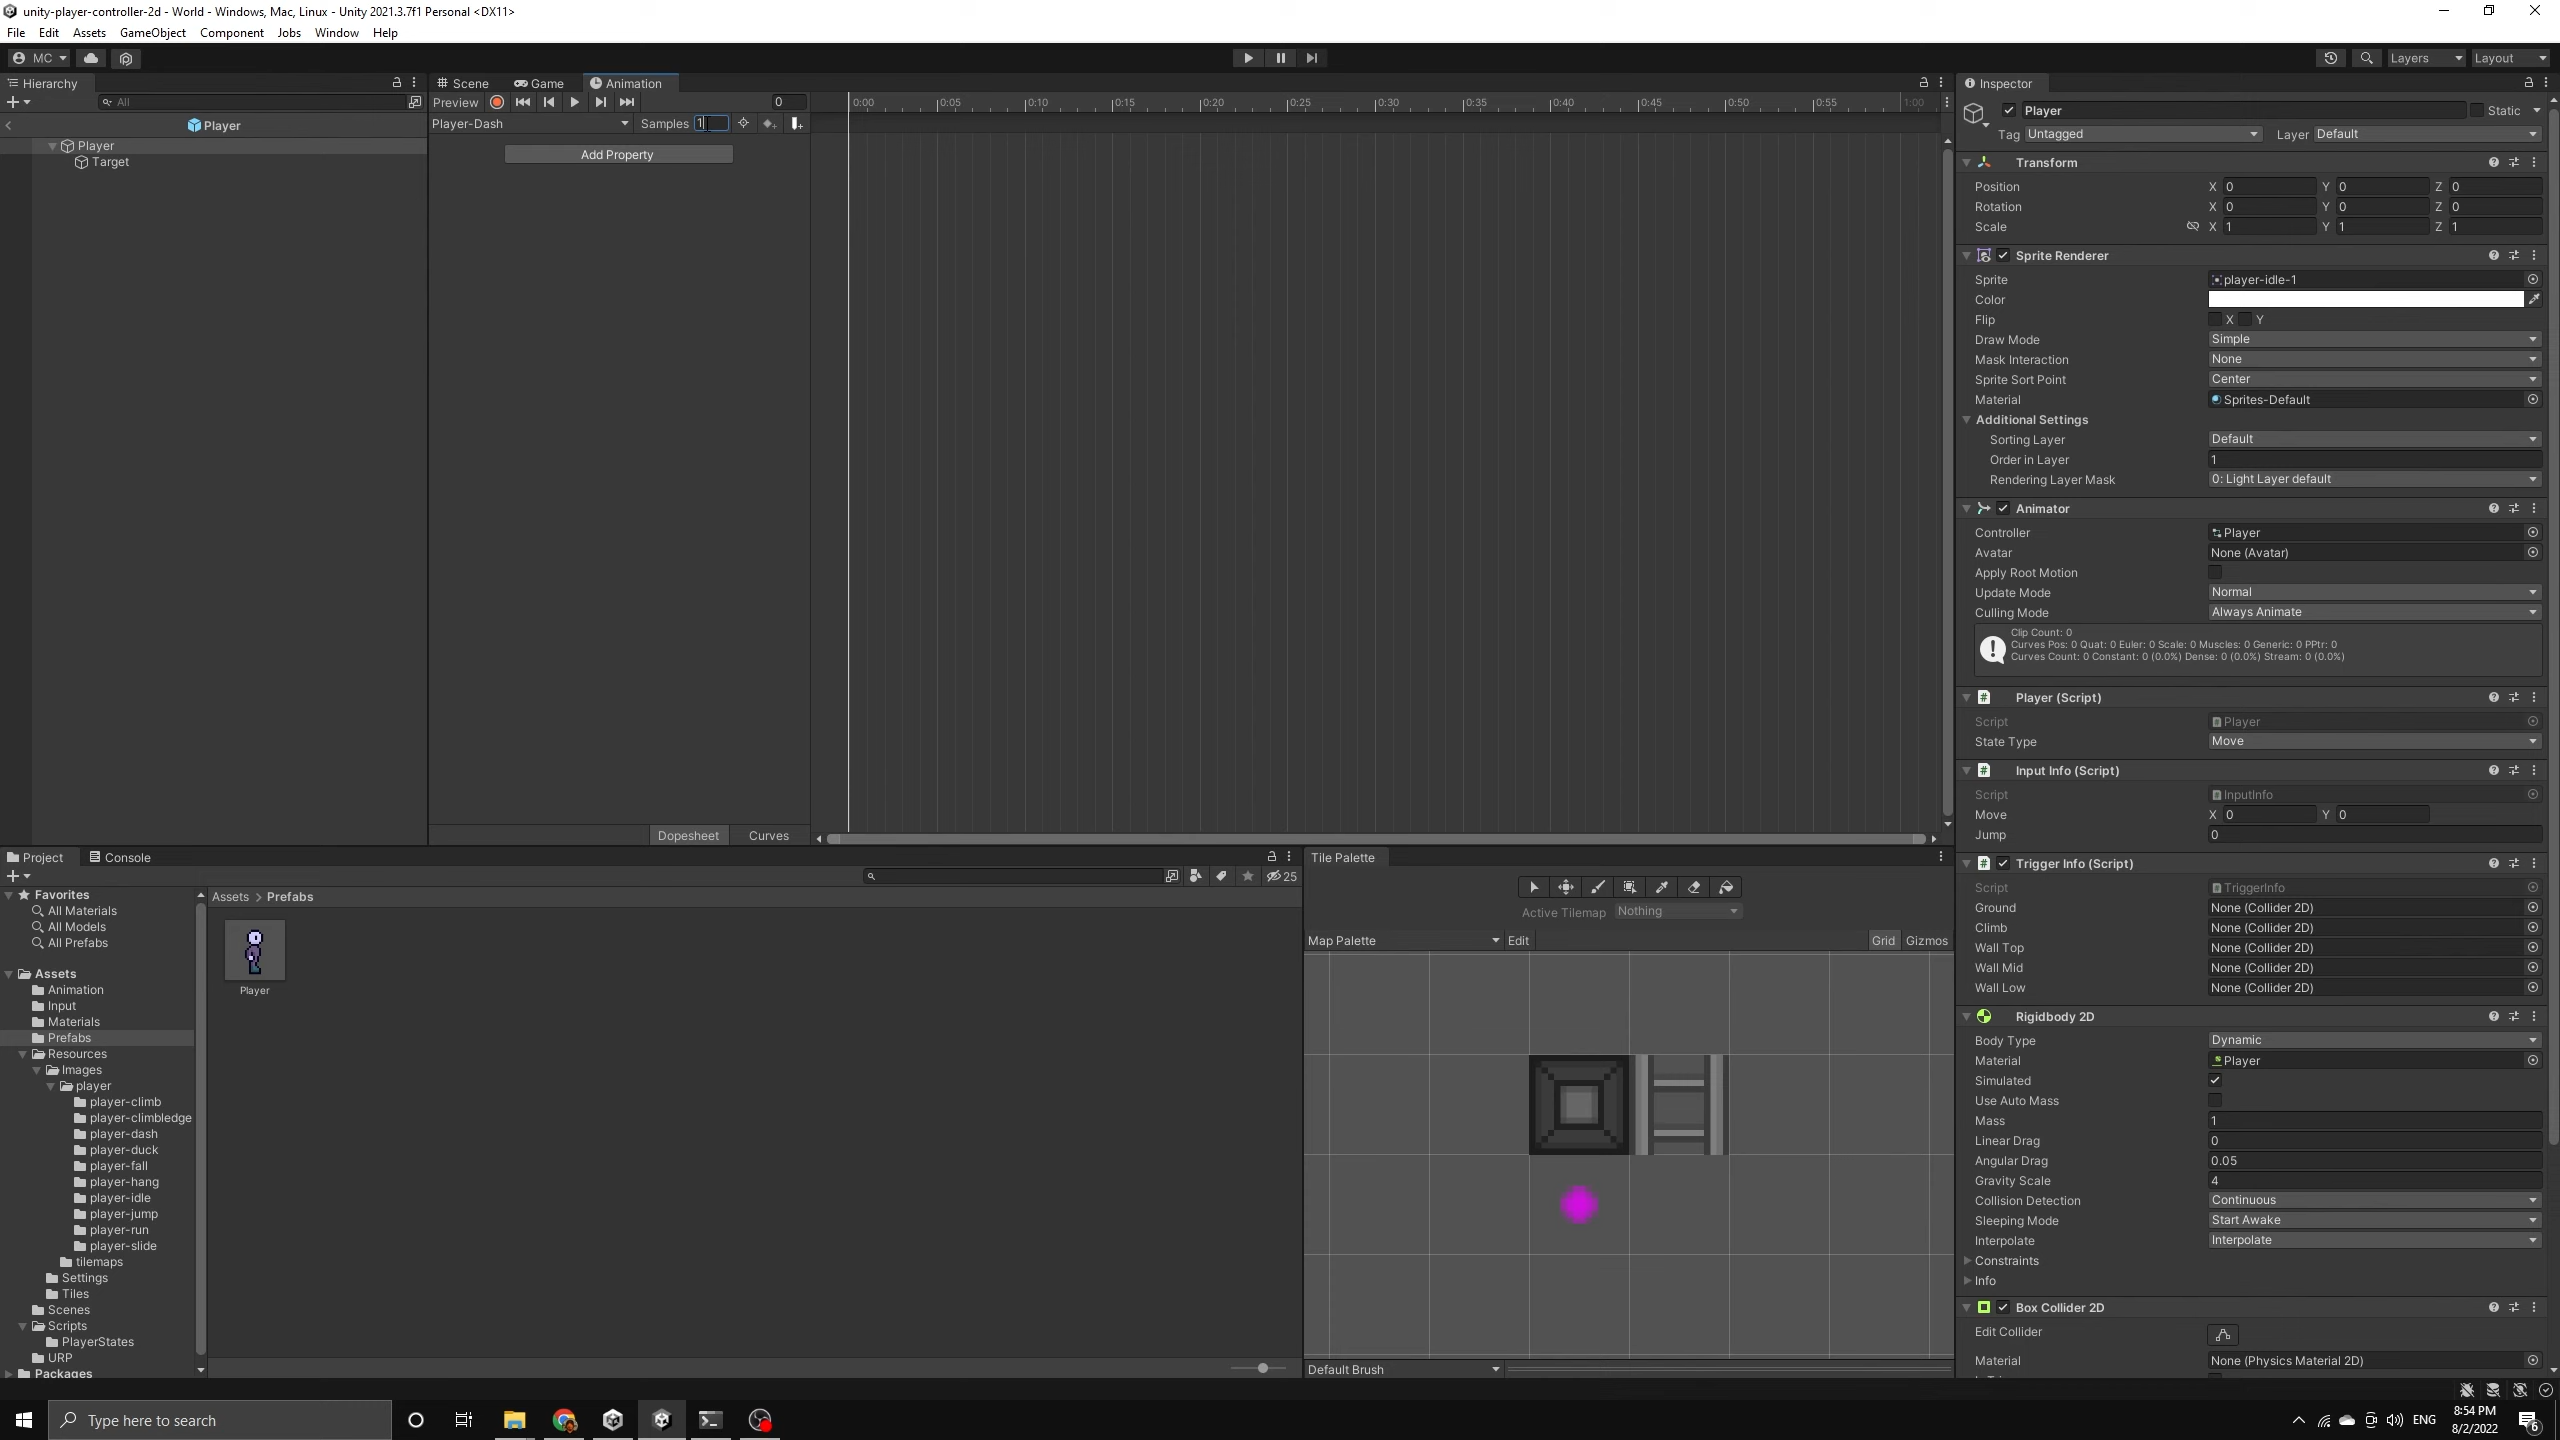 unity-player-controller-2d - World - Windows, Mac, Linux - Unity 2021.3.7f1 Personal <DX11>
File Edit Assets GameObject Component Jobs Window Help
MC Layers Layout
Hierarchy
All
Player
Player
Target
Scene Game Animation
Preview 0
Player-Dash Samples 1
Add Property
0:00 0:05 0:10 0:15 0:20 0:25 0:30 0:35 0:40 0:45 0:50 0:55 1:00
Dopesheet Curves
Inspector
Player Static
Tag Untagged Layer Default
Transform
Position X 0 Y 0 Z 0
Rotation X 0 Y 0 Z 0
Scale X 1 Y 1 Z 1
Sprite Renderer
Sprite player-idle-1
Color
Flip X Y
Draw Mode Simple
Mask Interaction None
Sprite Sort Point Center
Material Sprites-Default
Additional Settings
Sorting Layer Default
Order in Layer 1
Rendering Layer Mask 0: Light Layer default
Animator
Controller Player
Avatar None (Avatar)
Apply Root Motion
Update Mode Normal
Culling Mode Always Animate
Clip Count: 0
Curves Pos: 0 Quat: 0 Euler: 0 Scale: 0 Muscles: 0 Generic: 0 PPtr: 0
Curves Count: 0 Constant: 0 (0.0%) Dense: 0 (0.0%) Stream: 0 (0.0%)
Player (Script)
Script Player
State Type Move
Input Info (Script)
Script InputInfo
Move X 0 Y 0
Jump 0
Trigger Info (Script)
Script TriggerInfo
Ground None (Collider 2D)
Climb None (Collider 2D)
Wall Top None (Collider 2D)
Wall Mid None (Collider 2D)
Wall Low None (Collider 2D)
Rigidbody 2D
Body Type Dynamic
Material Player
Simulated
Use Auto Mass
Mass 1
Linear Drag 0
Angular Drag 0.05
Gravity Scale 4
Collision Detection Continuous
Sleeping Mode Start Awake
Interpolate Interpolate
Constraints
Info
Box Collider 2D
Edit Collider
Material None (Physics Material 2D)
Project Console
25
Favorites
All Materials
All Models
All Prefabs
Assets
Animation
Input
Materials
Prefabs
Resources
Images
player
player-climb
player-climbledge
player-dash
player-duck
player-fall
player-hang
player-idle
player-jump
player-run
player-slide
tilemaps
Settings
Tiles
Scenes
Scripts
PlayerStates
URP
Packages
Assets > Prefabs
Player
Tile Palette
Active Tilemap Nothing
Map Palette Edit Grid Gizmos
Default Brush
Type here to search
ENG
8:54 PM
8/2/2022
6